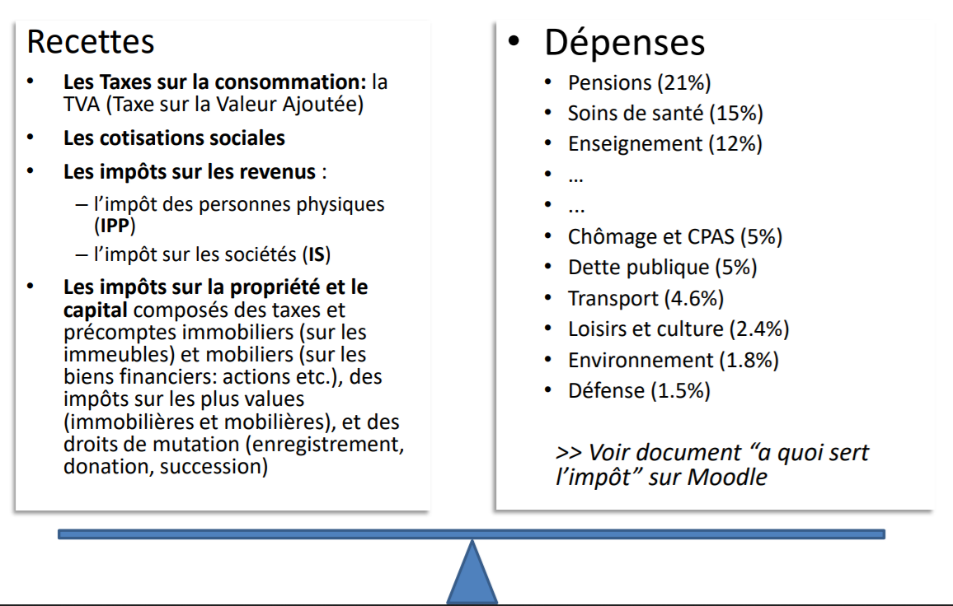 Recettes
• Les Taxes sur la consommation: la
TVA (Taxe sur la Valeur Ajoutée)
• Les cotisations sociales
• Les impôts sur les revenus :
– l’impôt des personnes physiques
(IPP)
– l’impôt sur les sociétés (IS)
• Les impôts sur la propriété et le
capital composés des taxes et
précomptes immobiliers (sur les
immeubles) et mobiliers (sur les
biens financiers: actions etc.), des
impôts sur les plus values
(immobilières et mobilières), et des
droits de mutation (enregistrement,
donation, succession)
• Dépenses
• Pensions (21%)
• Soins de santé (15%)
• Enseignement (12%)
• ...
• ...
• Chômage et CPAS (5%)
• Dette publique (5%)
• Transport (4.6%)
• Loisirs et culture (2.4%)
• Environnement (1.8%)
• Défense (1.5%)
>> Voir document “a quoi sert
l’impôt” sur Moodle